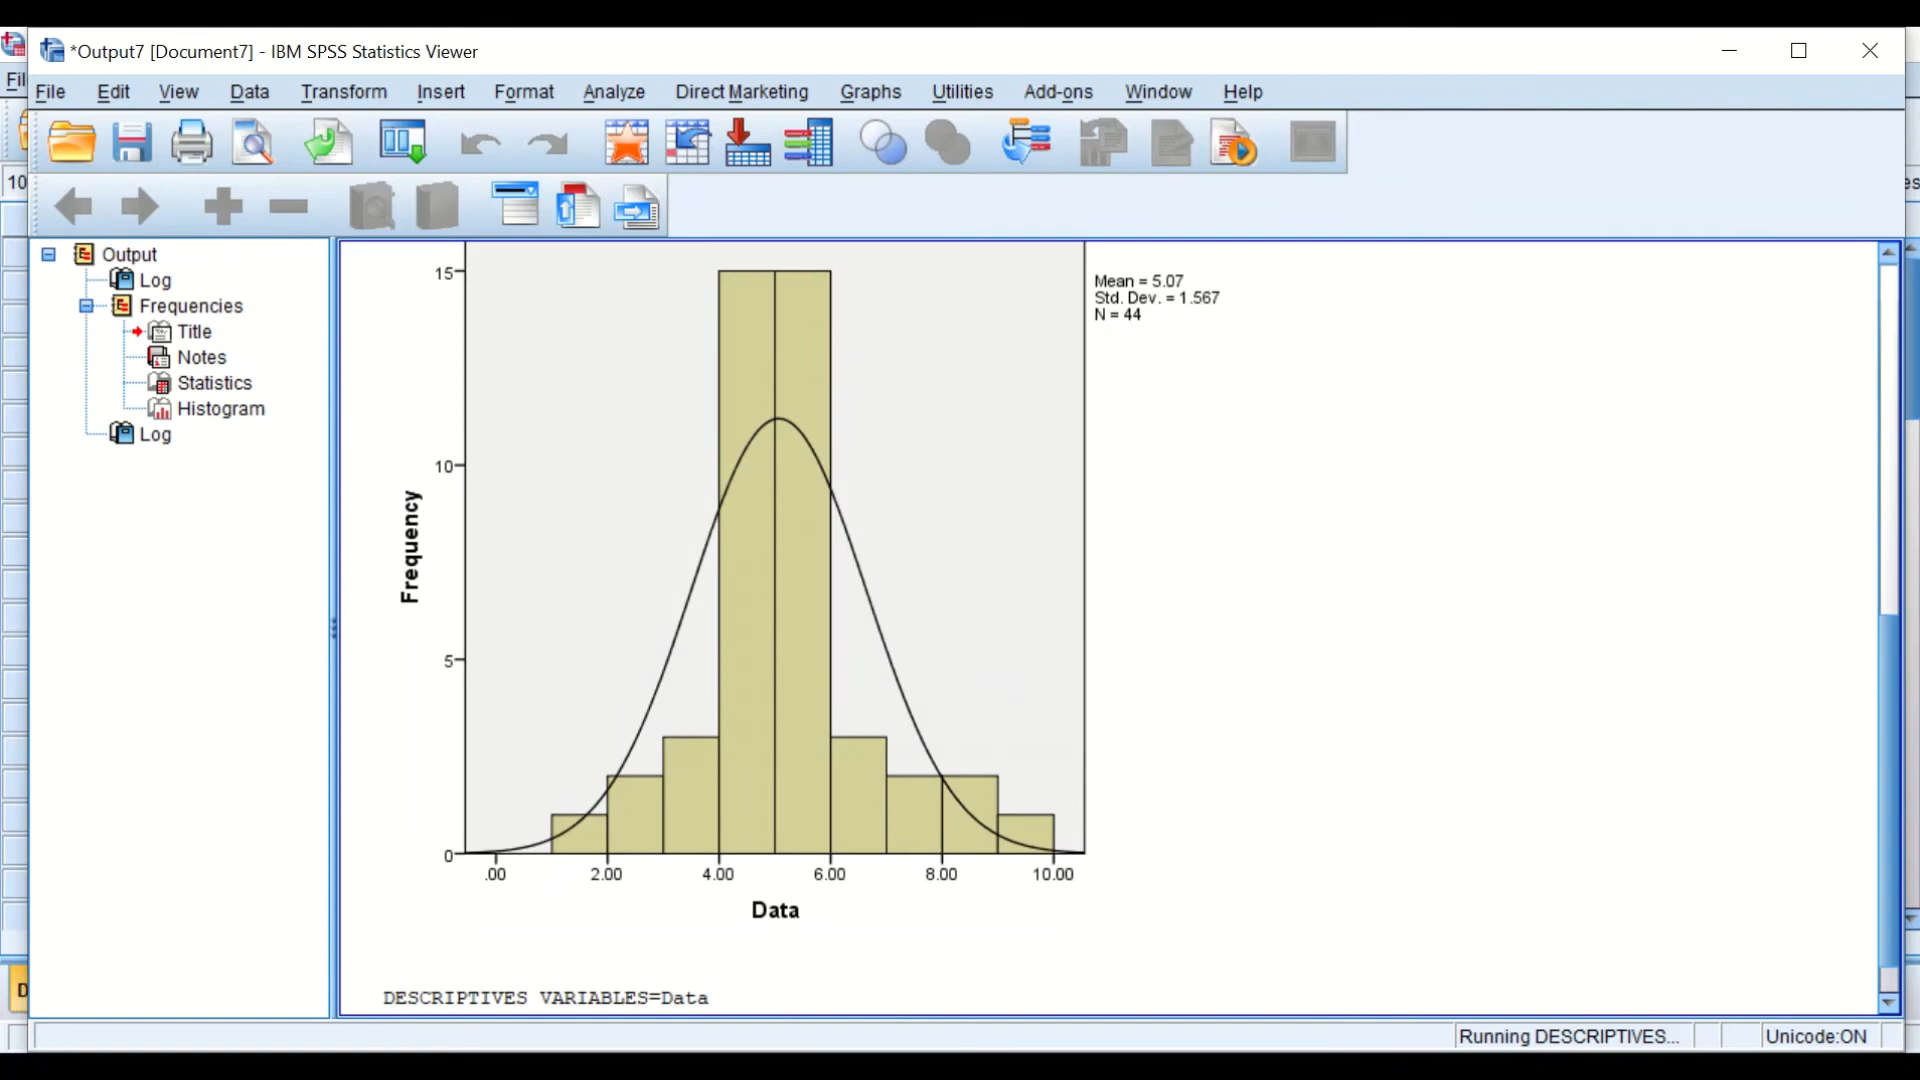 *Output7 [Document7] - IBM SPSS Statistics Viewer
File Edit View Data Transform Insert Format Analyze Direct Marketing Graphs Utilities Add-ons Window Help
Fil
10
es
Output
Log
Frequencies
Title
Notes
Statistics
Histogram
Log
Mean = 5.07
Std. Dev. = 1.567
N = 44
15
10
5
0
Frequency
.00 2.00 4.00 6.00 8.00 10.00
Data
DESCRIPTIVES VARIABLES=Data
D
Running DESCRIPTIVES... Unicode:ON